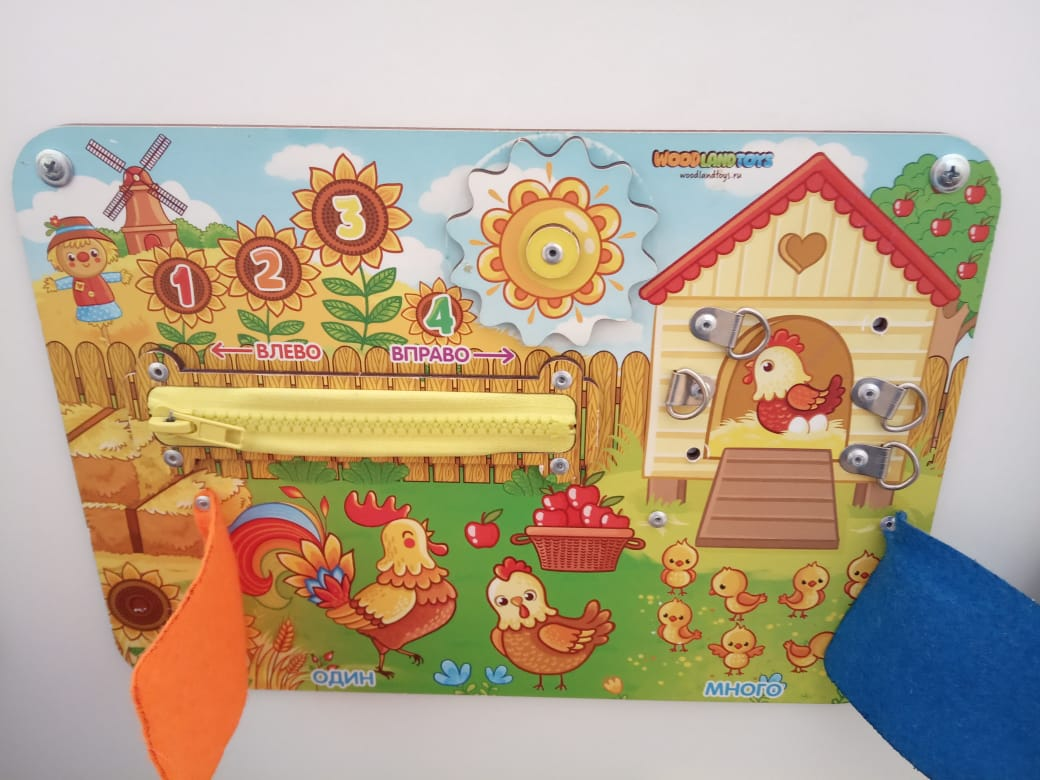 WOODLANDTOYS
woodlandtoys.ru
1 2 3 4
← ВЛЕВО ВПРАВО →
ОДИН МНОГО